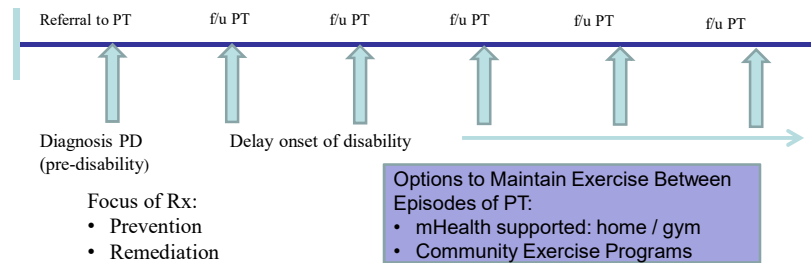 Referral to PT f/u PT f/u PT f/u PT f/u PT f/u PT
Diagnosis PD
(pre-disability)
Delay onset of disability
Focus of Rx:
• Prevention
• Remediation
Options to Maintain Exercise Between
Episodes of PT:
• mHealth supported: home / gym
• Community Exercise Programs